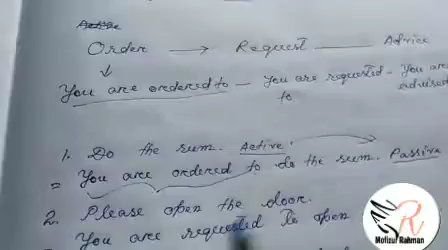 Active
Order → Request — Advice
↓
You are ordered to — You are requested — You are
to advised
1. Do the sum. Active.
= You are ordered to do the sum. Passive
2. Please open the door.
You are requested to open
MR
Mofizur Rahman